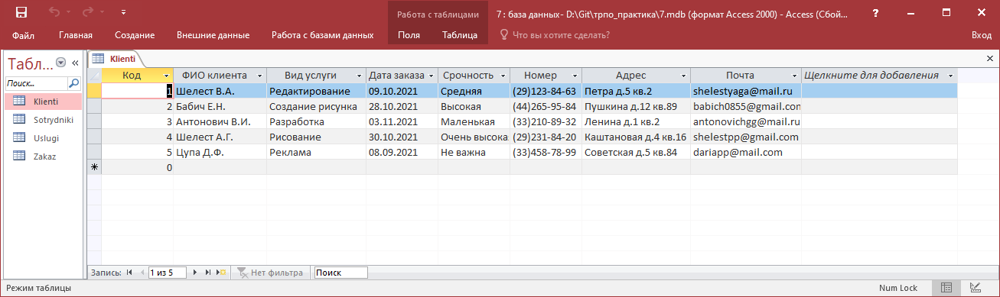 Работа с таблицами 7 : база данных- D:\Git\трпо_практика\7.mdb (формат Access 2000) - Access (Сбой...
Файл Главная Создание Внешние данные Работа с базами данных Поля Таблица Что вы хотите сделать? Вход
Табл...
Поиск...
Klienti
Sotrydniki
Uslugi
Zakaz
Klienti
Код ФИО клиента Вид услуги Дата заказа Срочность Номер Адрес Почта Щелкните для добавления
1 Шелест В.А. Редактирование 09.10.2021 Средняя (29)123-84-63 Петра д.5 кв.2 shelestyaga@mail.ru
2 Бабич Е.Н. Создание рисунка 28.10.2021 Высокая (44)265-95-84 Пушкина д.12 кв.89 babich0855@gmail.con
3 Антонович В.И. Разработка 03.11.2021 Маленькая (33)210-89-32 Ленина д.1 кв.2 antonovichgg@mail.ru
4 Шелест А.Г. Рисование 30.10.2021 Очень высока (29)231-84-20 Каштановая д.4 кв.16 shelestpp@gmail.com
5 Цупа Д.Ф. Реклама 08.09.2021 Не важна (33)458-78-99 Советская д.5 кв.84 dariapp@mail.com
0
Запись: 1 из 5 Нет фильтра Поиск
Режим таблицы Num Lock